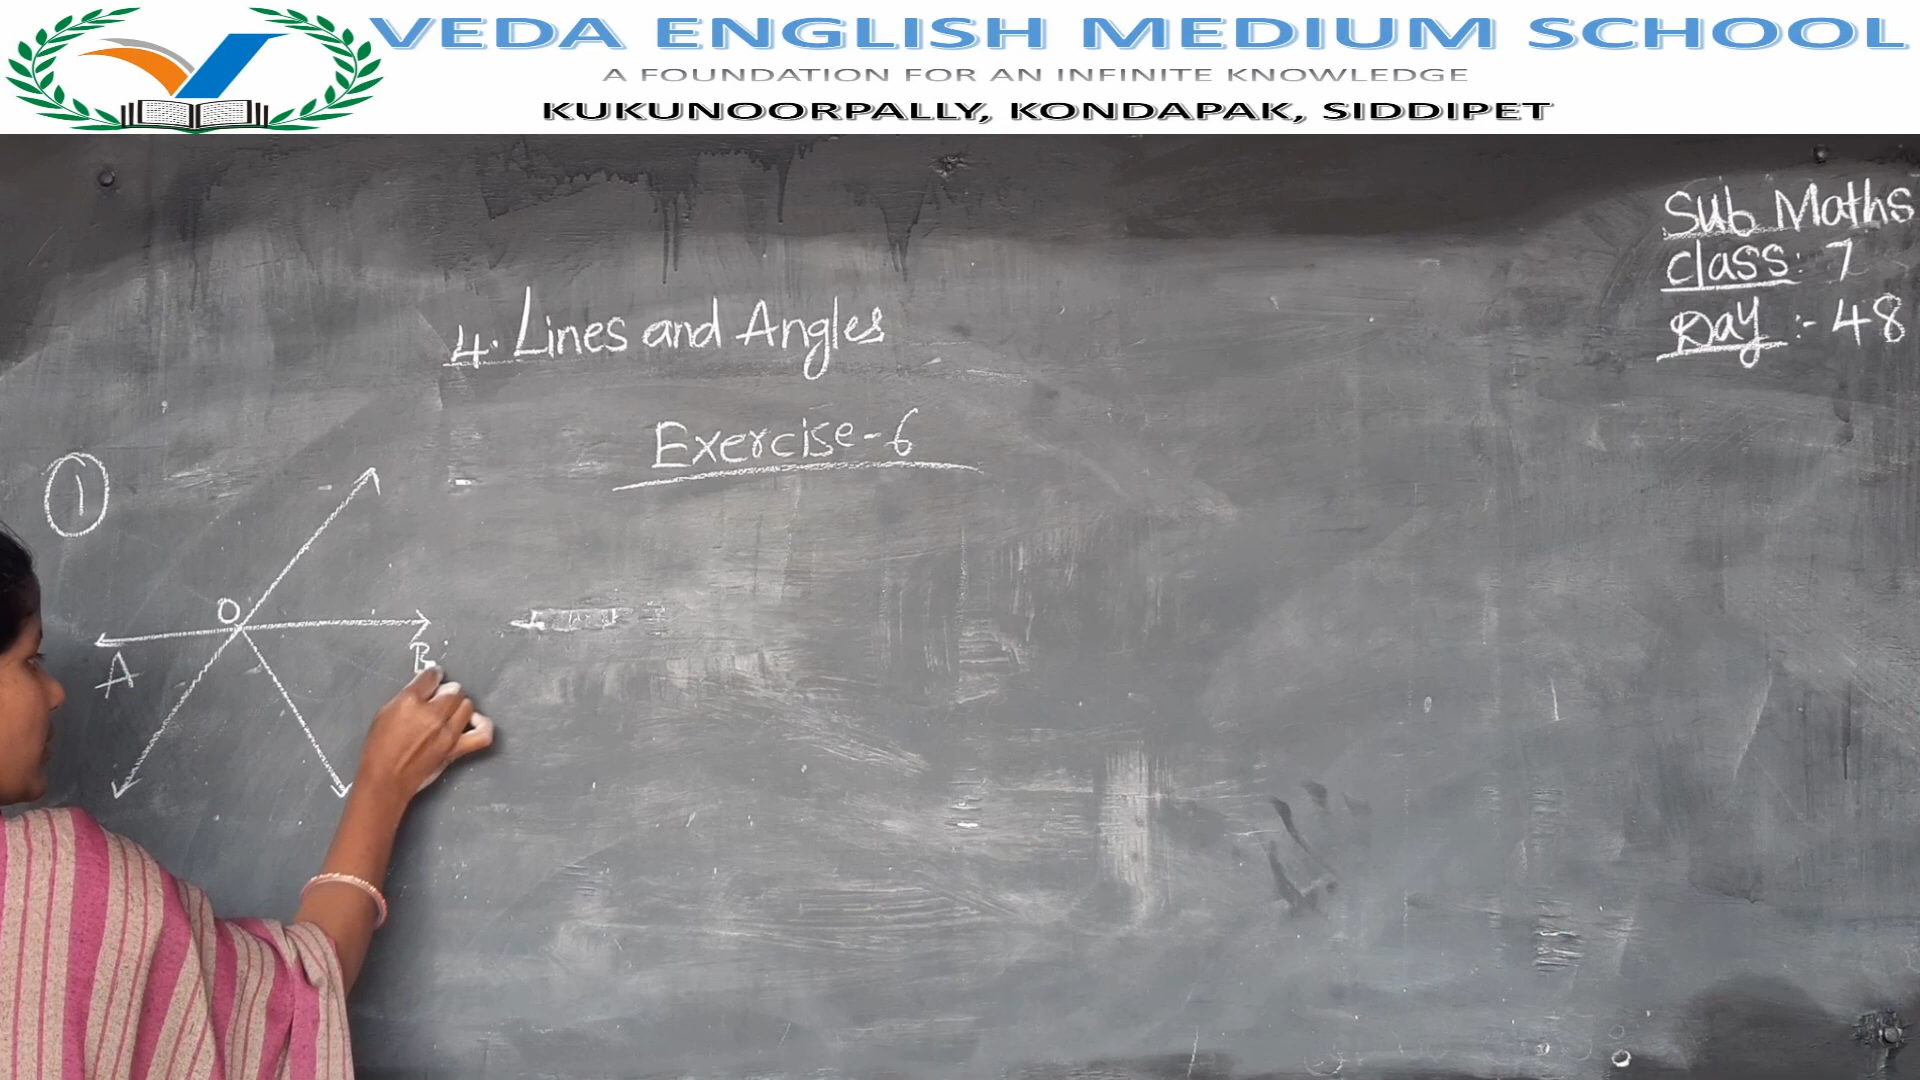 VEDA ENGLISH MEDIUM SCHOOL
A FOUNDATION FOR AN INFINITE KNOWLEDGE
KUKUNOORPALLY, KONDAPAK, SIDDIPET
Sub Maths
class: 7
Day :- 48
4. Lines and Angles
Exercise-6
1
O
A
B